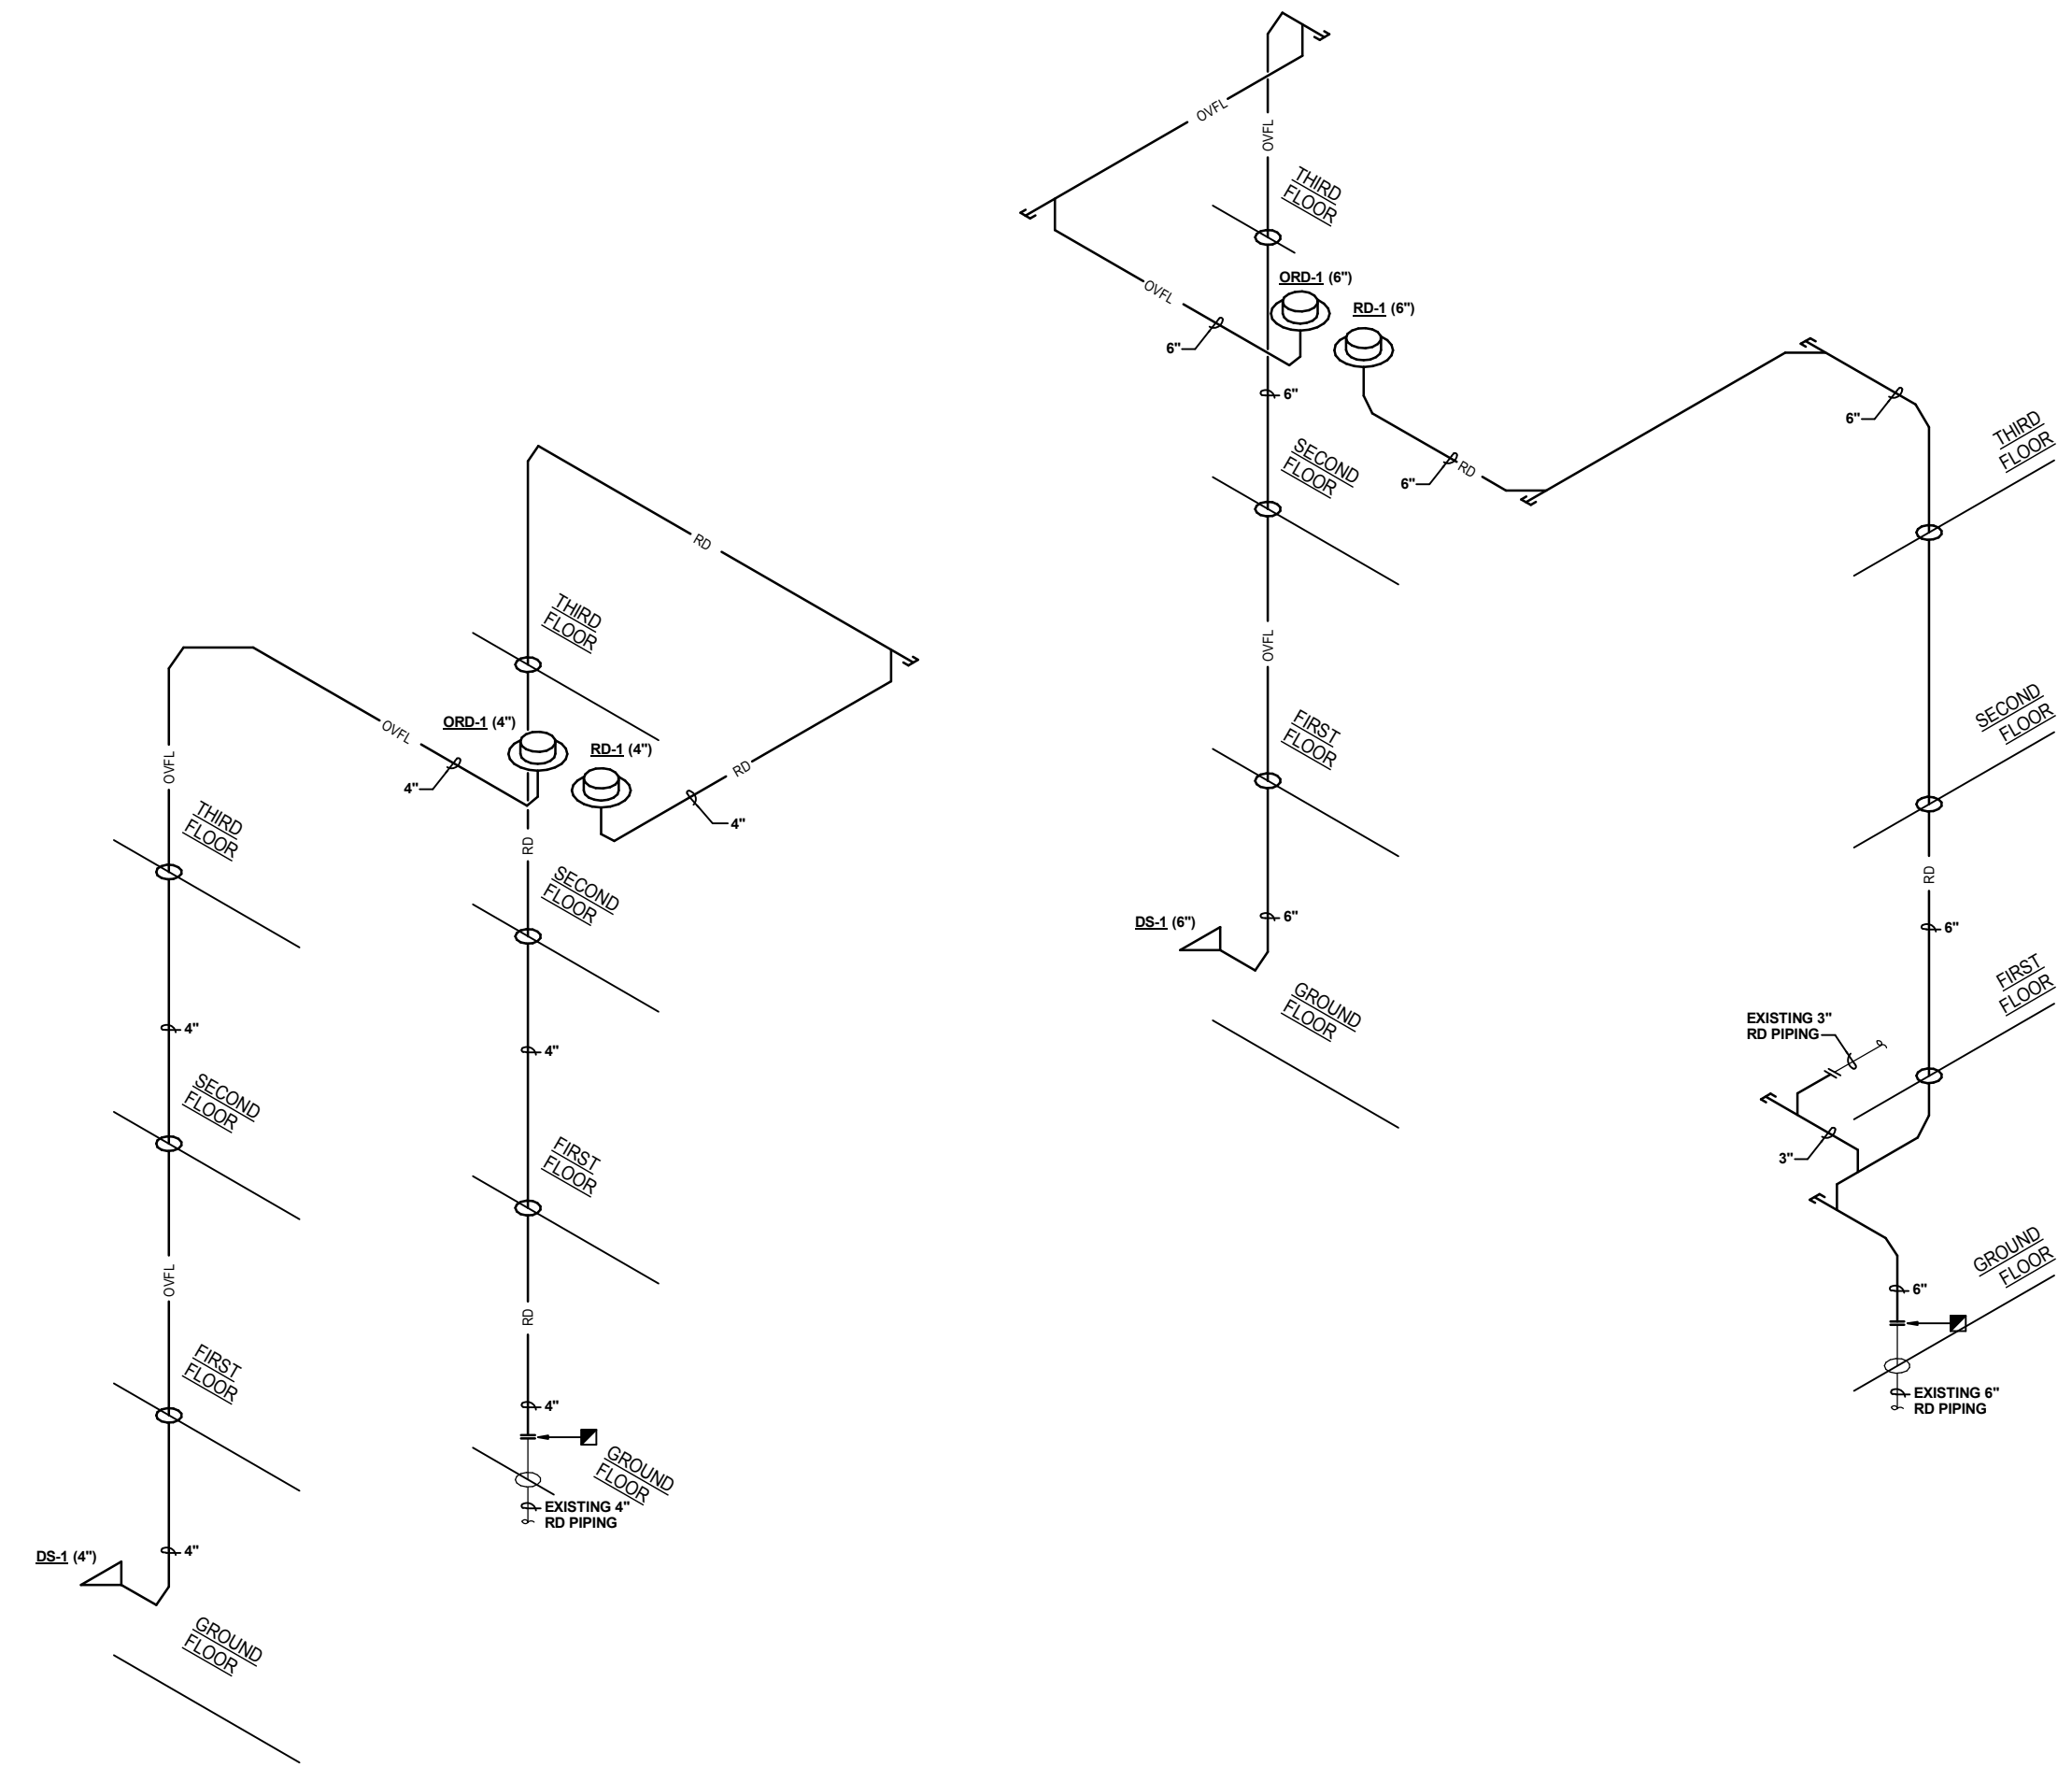 OVFL
OVFL
THIRD
FLOOR
ORD-1 (6")
OVFL
RD-1 (6")
6"
6"
6"
THIRD
FLOOR
SECOND
FLOOR
RD
6"
RD
THIRD
FLOOR
OVFL
FIRST
FLOOR
SECOND
FLOOR
ORD-1 (4")
OVFL
RD-1 (4")
RD
OVFL
4"
4"
THIRD
FLOOR
RD
SECOND
FLOOR
RD
DS-1 (6")
6"
6"
FIRST
FLOOR
GROUND
FLOOR
EXISTING 3"
RD PIPING
4"
4"
SECOND
FLOOR
FIRST
FLOOR
3"
GROUND
FLOOR
OVFL
6"
RD
FIRST
FLOOR
EXISTING 6"
RD PIPING
4"
GROUND
FLOOR
EXISTING 4"
RD PIPING
DS-1 (4")
4"
GROUND
FLOOR